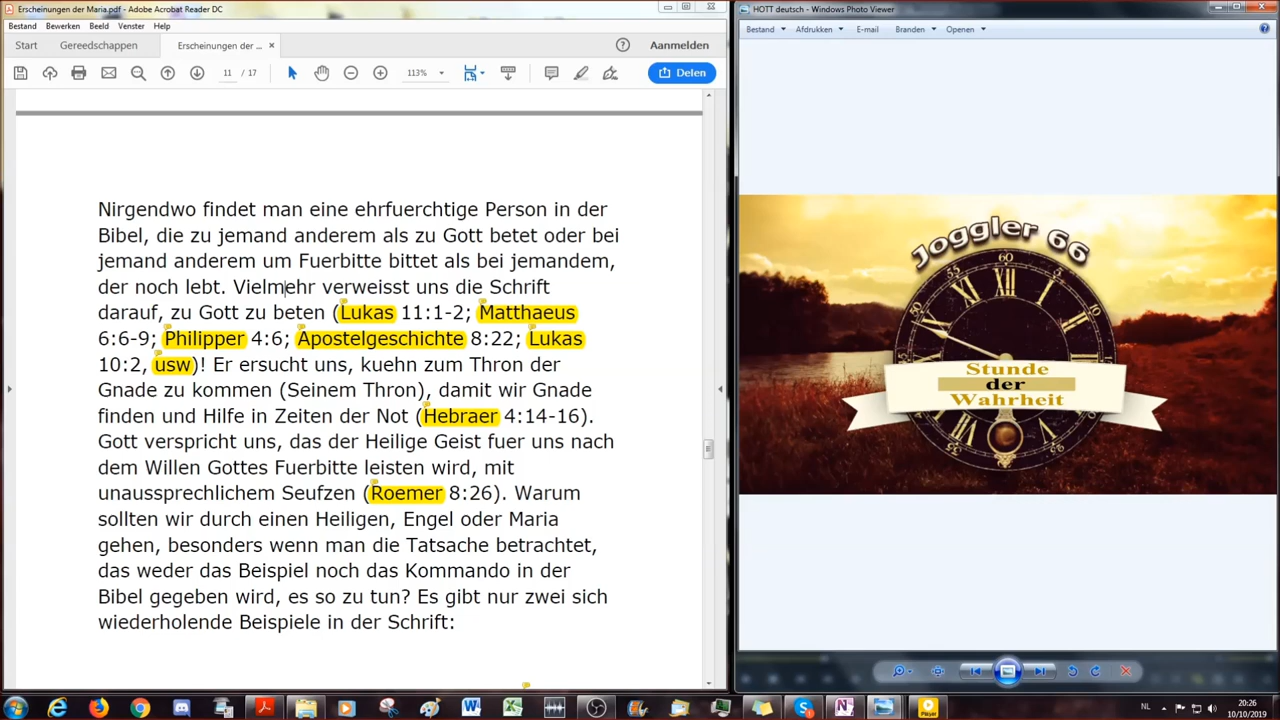 Erscheinungen der Maria.pdf - Adobe Acrobat Reader DC
Bestand Bewerken Beeld Venster Help
Start Gereedschappen Erscheinungen der ... × Aanmelden
11 / 17 113% Delen
Nirgendwo findet man eine ehrfuerchtige Person in der
Bibel, die zu jemand anderem als zu Gott betet oder bei
jemand anderem um Fuerbitte bittet als bei jemandem,
der noch lebt. Vielmehr verweisst uns die Schrift
darauf, zu Gott zu beten (Lukas 11:1-2; Matthaeus
6:6-9; Philipper 4:6; Apostelgeschichte 8:22; Lukas
10:2, usw)! Er ersucht uns, kuehn zum Thron der
Gnade zu kommen (Seinem Thron), damit wir Gnade
finden und Hilfe in Zeiten der Not (Hebraer 4:14-16).
Gott verspricht uns, das der Heilige Geist fuer uns nach
dem Willen Gottes Fuerbitte leisten wird, mit
unaussprechlichem Seufzen (Roemer 8:26). Warum
sollten wir durch einen Heiligen, Engel oder Maria
gehen, besonders wenn man die Tatsache betrachtet,
das weder das Beispiel noch das Kommando in der
Bibel gegeben wird, es so zu tun? Es gibt nur zwei sich
wiederholende Beispiele in der Schrift:
HOTT deutsch - Windows Photo Viewer
Bestand Afdrukken E-mail Branden Openen
Joggler 66
60
55
5
50
XII
Stunde
der
Wahrheit
NL
20:26
10/10/2019
Player